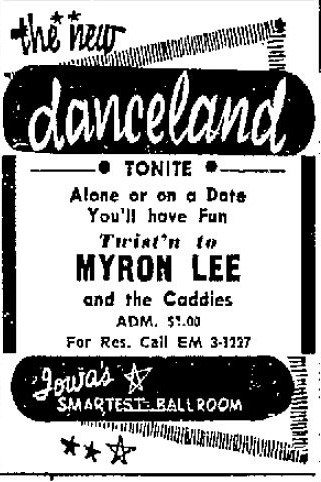 the new
danceland
TONITE
Alone or on a Date
You'll have Fun
Twist'n to
MYRON LEE
and the Caddies
ADM. $1.00
For Res. Call EM 3-1227
Iowa's
SMARTEST BALLROOM